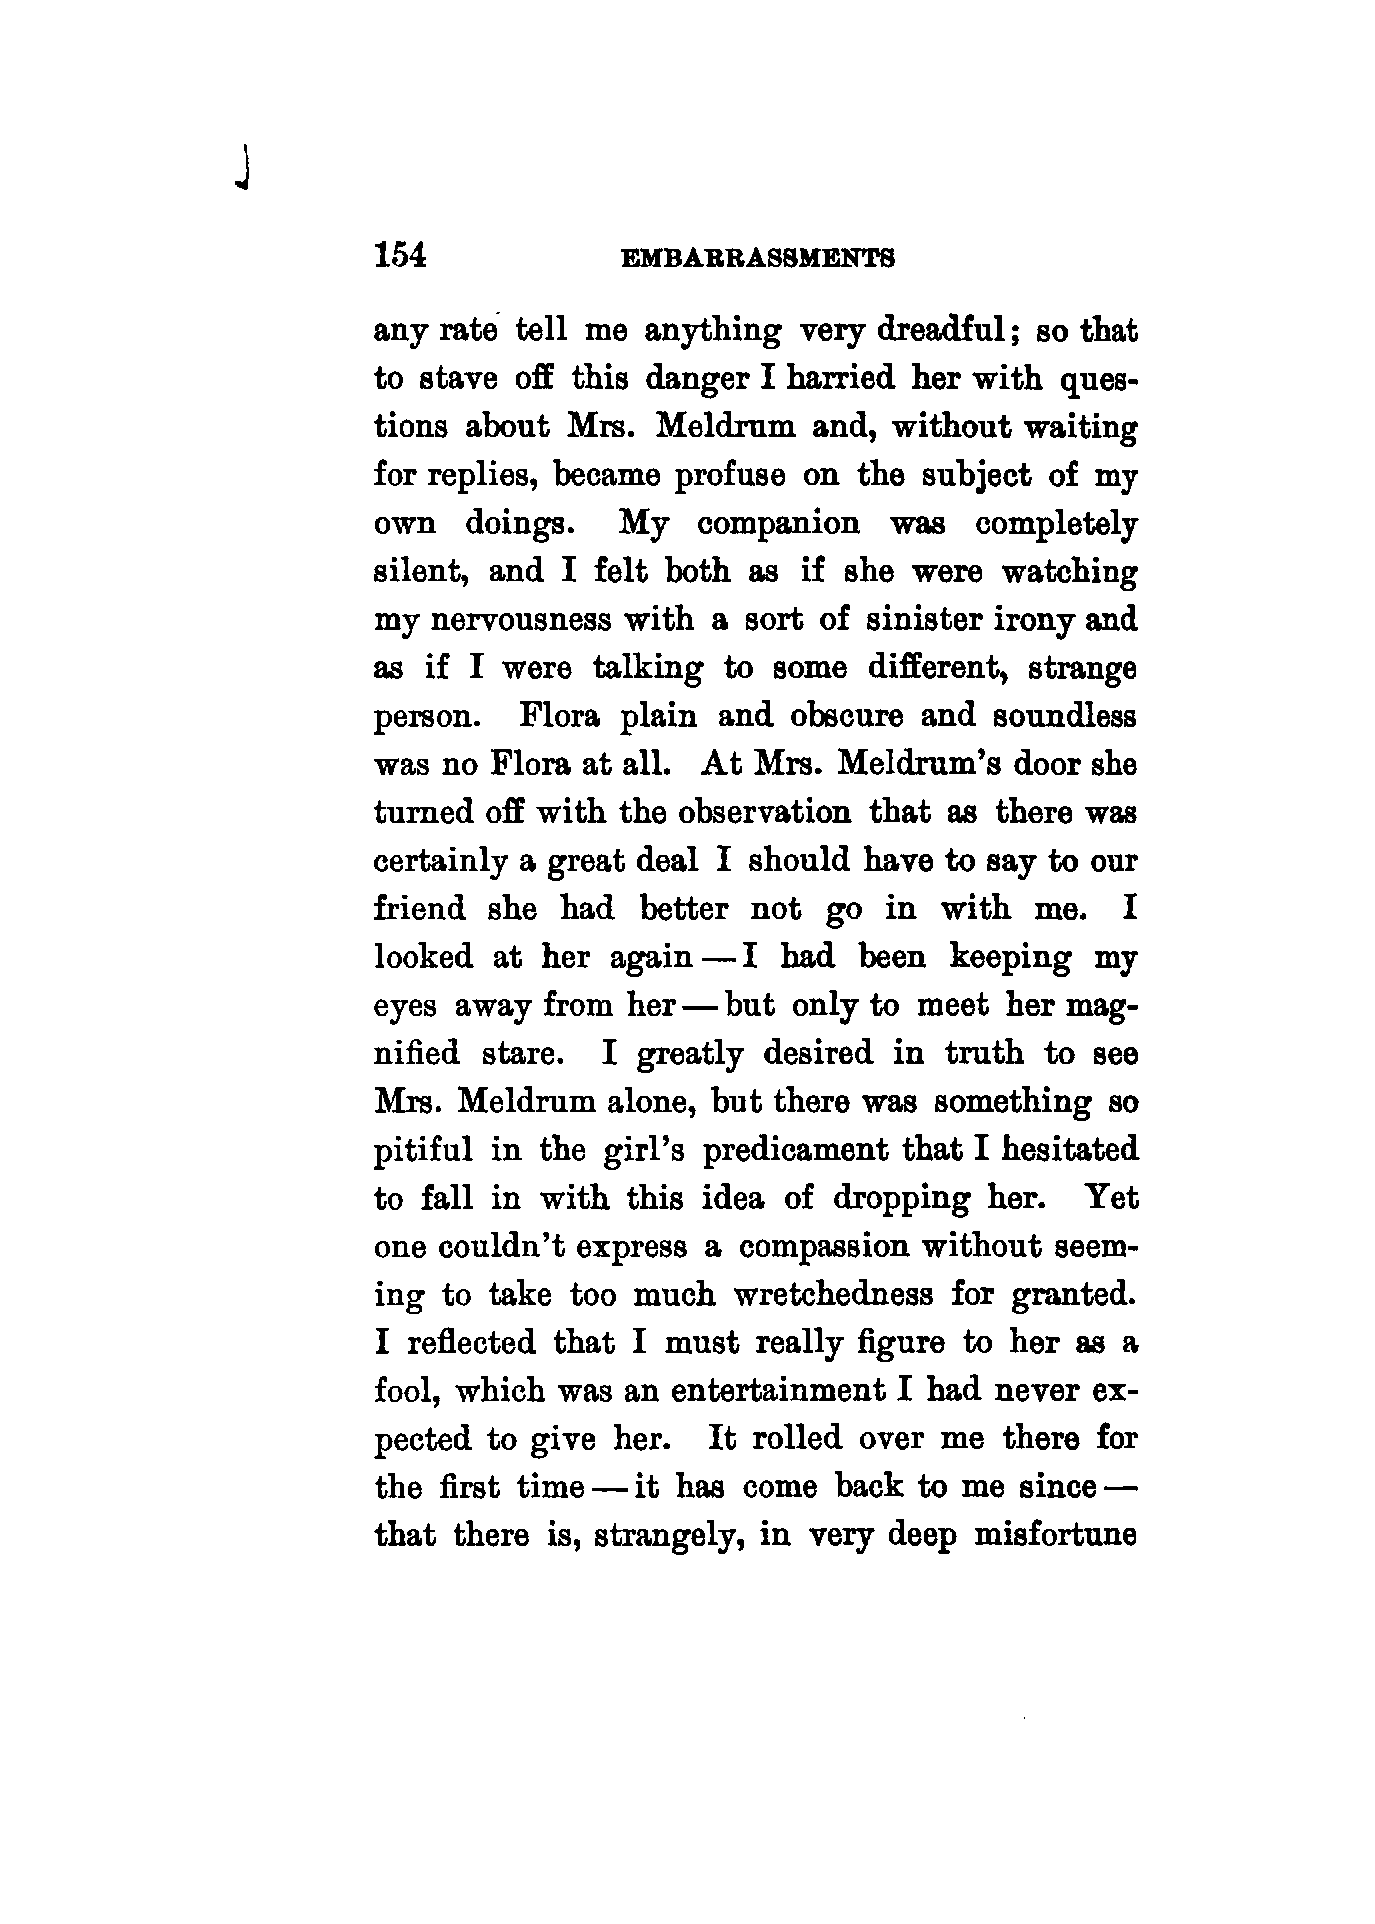 154 EMBARRASSMENTS
any rate tell me anything very dreadful; so that
to stave off this danger I harried her with ques-
tions about Mrs. Meldrum and, without waiting
for replies, became profuse on the subject of my
own doings. My companion was completely
silent, and I felt both as if she were watching
my nervousness with a sort of sinister irony and
as if I were talking to some different, strange
person. Flora plain and obscure and soundless
was no Flora at all. At Mrs. Meldrum's door she
turned off with the observation that as there was
certainly a great deal I should have to say to our
friend she had better not go in with me. I
looked at her again — I had been keeping my
eyes away from her — but only to meet her mag-
nified stare. I greatly desired in truth to see
Mrs. Meldrum alone, but there was something so
pitiful in the girl's predicament that I hesitated
to fall in with this idea of dropping her. Yet
one couldn't express a compassion without seem-
ing to take too much wretchedness for granted.
I reflected that I must really figure to her as a
fool, which was an entertainment I had never ex-
pected to give her. It rolled over me there for
the first time — it has come back to me since —
that there is, strangely, in very deep misfortune